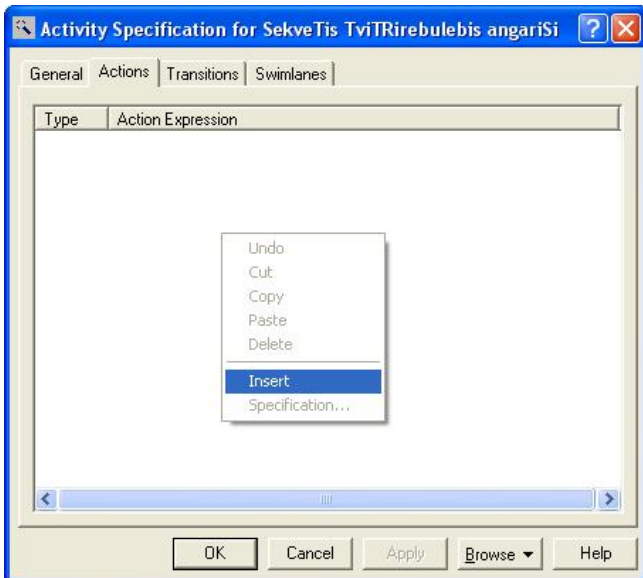 Activity Specification for SekveTis TviTRirebulebis angariSi
General Actions Transitions Swimlanes
Type Action Expression
Undo
Cut
Copy
Paste
Delete
Insert
Specification...
OK Cancel Apply Browse Help